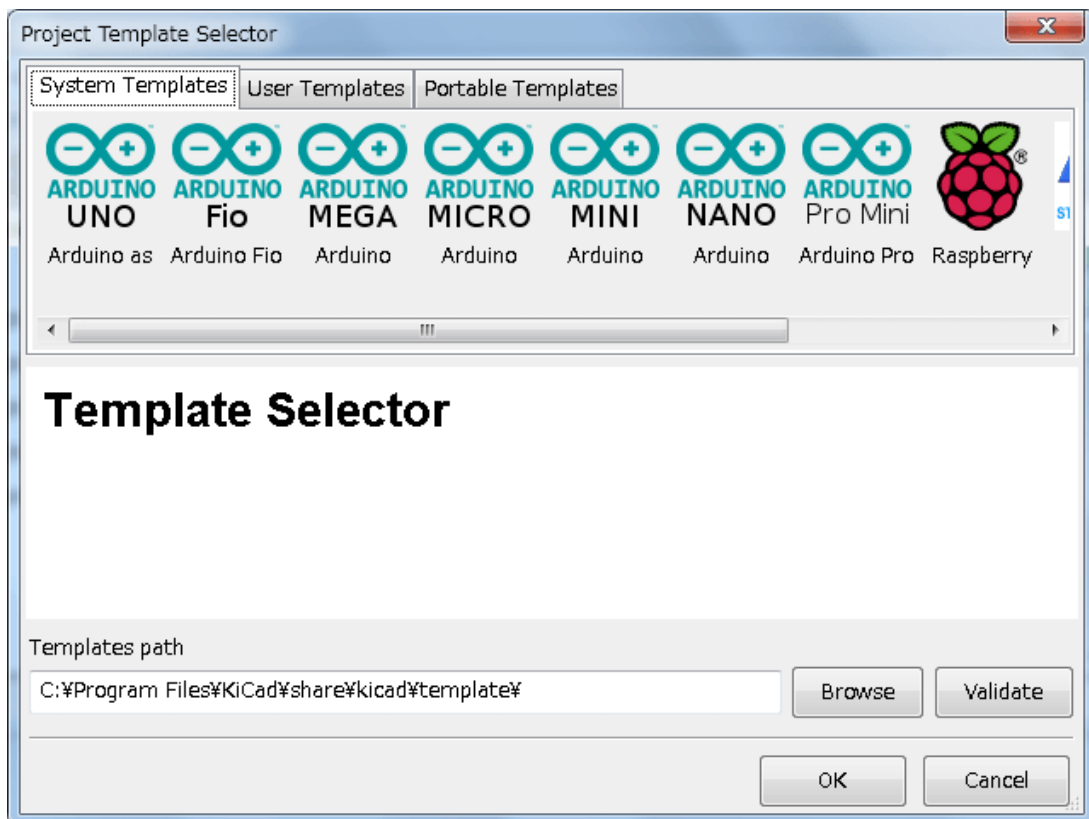 Project Template Selector
System Templates User Templates Portable Templates
ARDUINO ARDUINO ARDUINO ARDUINO ARDUINO ARDUINO ARDUINO
UNO Fio MEGA MICRO MINI NANO Pro Mini
Arduino as Arduino Fio Arduino Arduino Arduino Arduino Arduino Pro Raspberry
Template Selector
Templates path
C:¥Program Files¥KiCad¥share¥kicad¥template¥ Browse Validate
OK Cancel